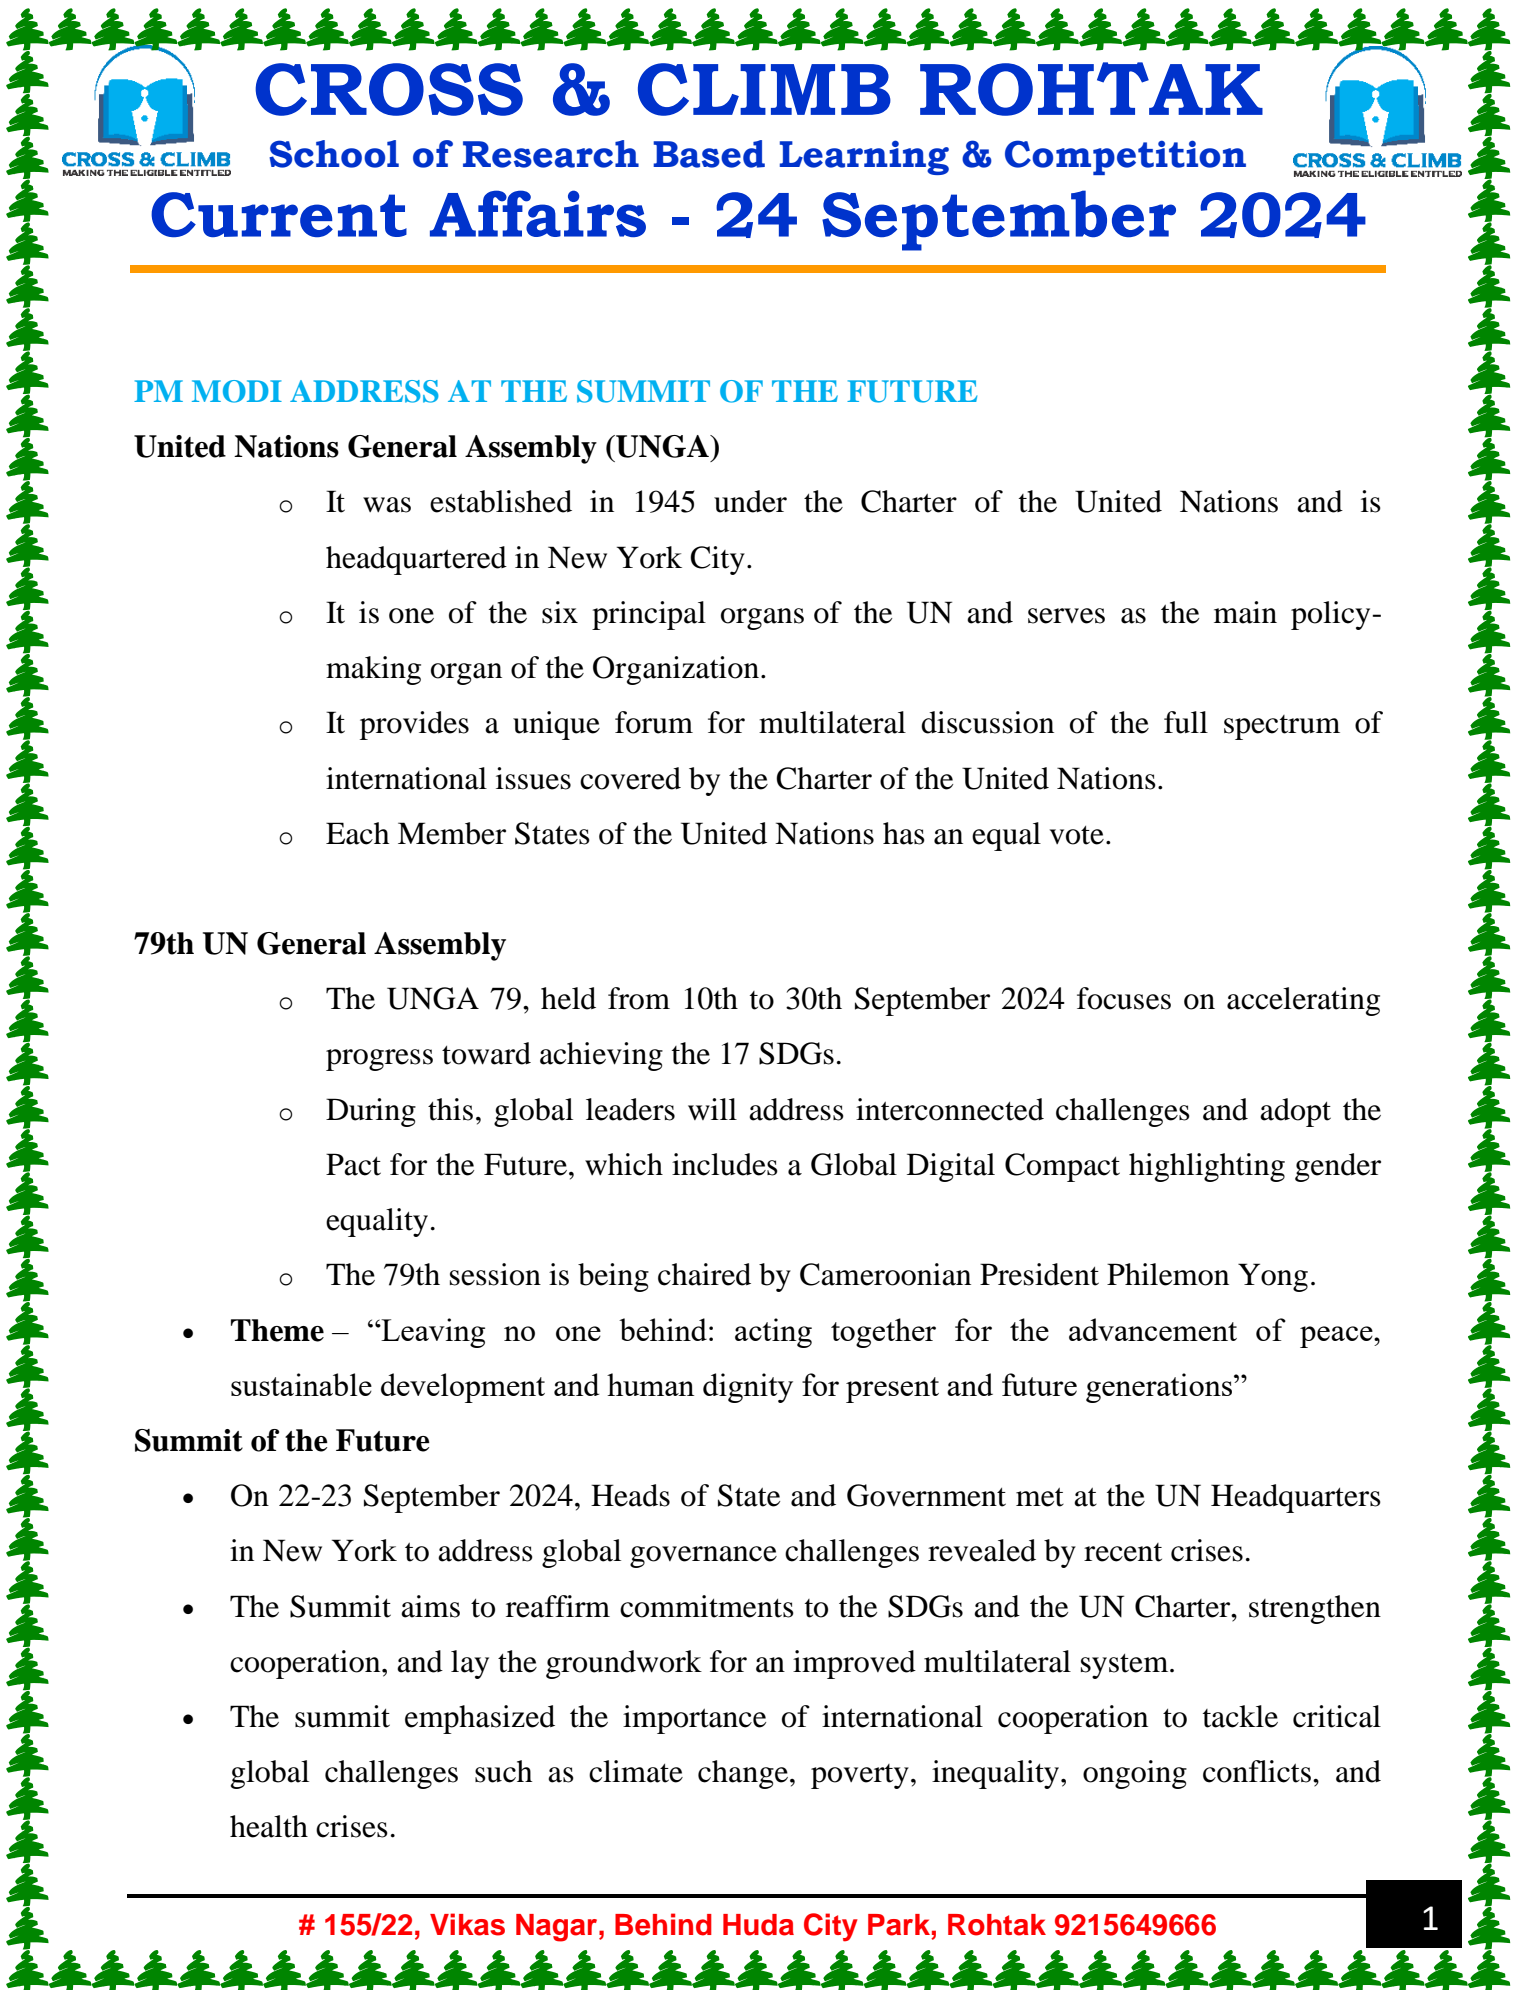 CROSS & CLIMB ROHTAK
School of Research Based Learning & Competition
CROSS & CLIMB
MAKING THE ELIGIBLE ENTITLED
CROSS & CLIMB
MAKING THE ELIGIBLE ENTITLED
Current Affairs - 24 September 2024
PM MODI ADDRESS AT THE SUMMIT OF THE FUTURE
United Nations General Assembly (UNGA)
o It was established in 1945 under the Charter of the United Nations and is
headquartered in New York City.
o It is one of the six principal organs of the UN and serves as the main policy-
making organ of the Organization.
o It provides a unique forum for multilateral discussion of the full spectrum of
international issues covered by the Charter of the United Nations.
o Each Member States of the United Nations has an equal vote.
79th UN General Assembly
o The UNGA 79, held from 10th to 30th September 2024 focuses on accelerating
progress toward achieving the 17 SDGs.
o During this, global leaders will address interconnected challenges and adopt the
Pact for the Future, which includes a Global Digital Compact highlighting gender
equality.
o The 79th session is being chaired by Cameroonian President Philemon Yong.
• Theme – “Leaving no one behind: acting together for the advancement of peace,
sustainable development and human dignity for present and future generations”
Summit of the Future
• On 22-23 September 2024, Heads of State and Government met at the UN Headquarters
in New York to address global governance challenges revealed by recent crises.
• The Summit aims to reaffirm commitments to the SDGs and the UN Charter, strengthen
cooperation, and lay the groundwork for an improved multilateral system.
• The summit emphasized the importance of international cooperation to tackle critical
global challenges such as climate change, poverty, inequality, ongoing conflicts, and
health crises.
# 155/22, Vikas Nagar, Behind Huda City Park, Rohtak 9215649666
1